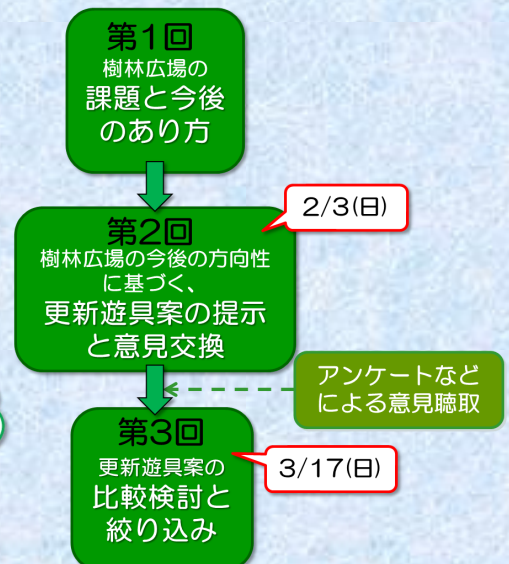 第1回
樹林広場の
課題と今後
のあり方
2/3(日)
第2回
樹林広場の今後の方向性
に基づく、
更新遊具案の提示
と意見交換
アンケートなど
による意見聴取
第3回
更新遊具案の
比較検討と
絞り込み
3/17(日)